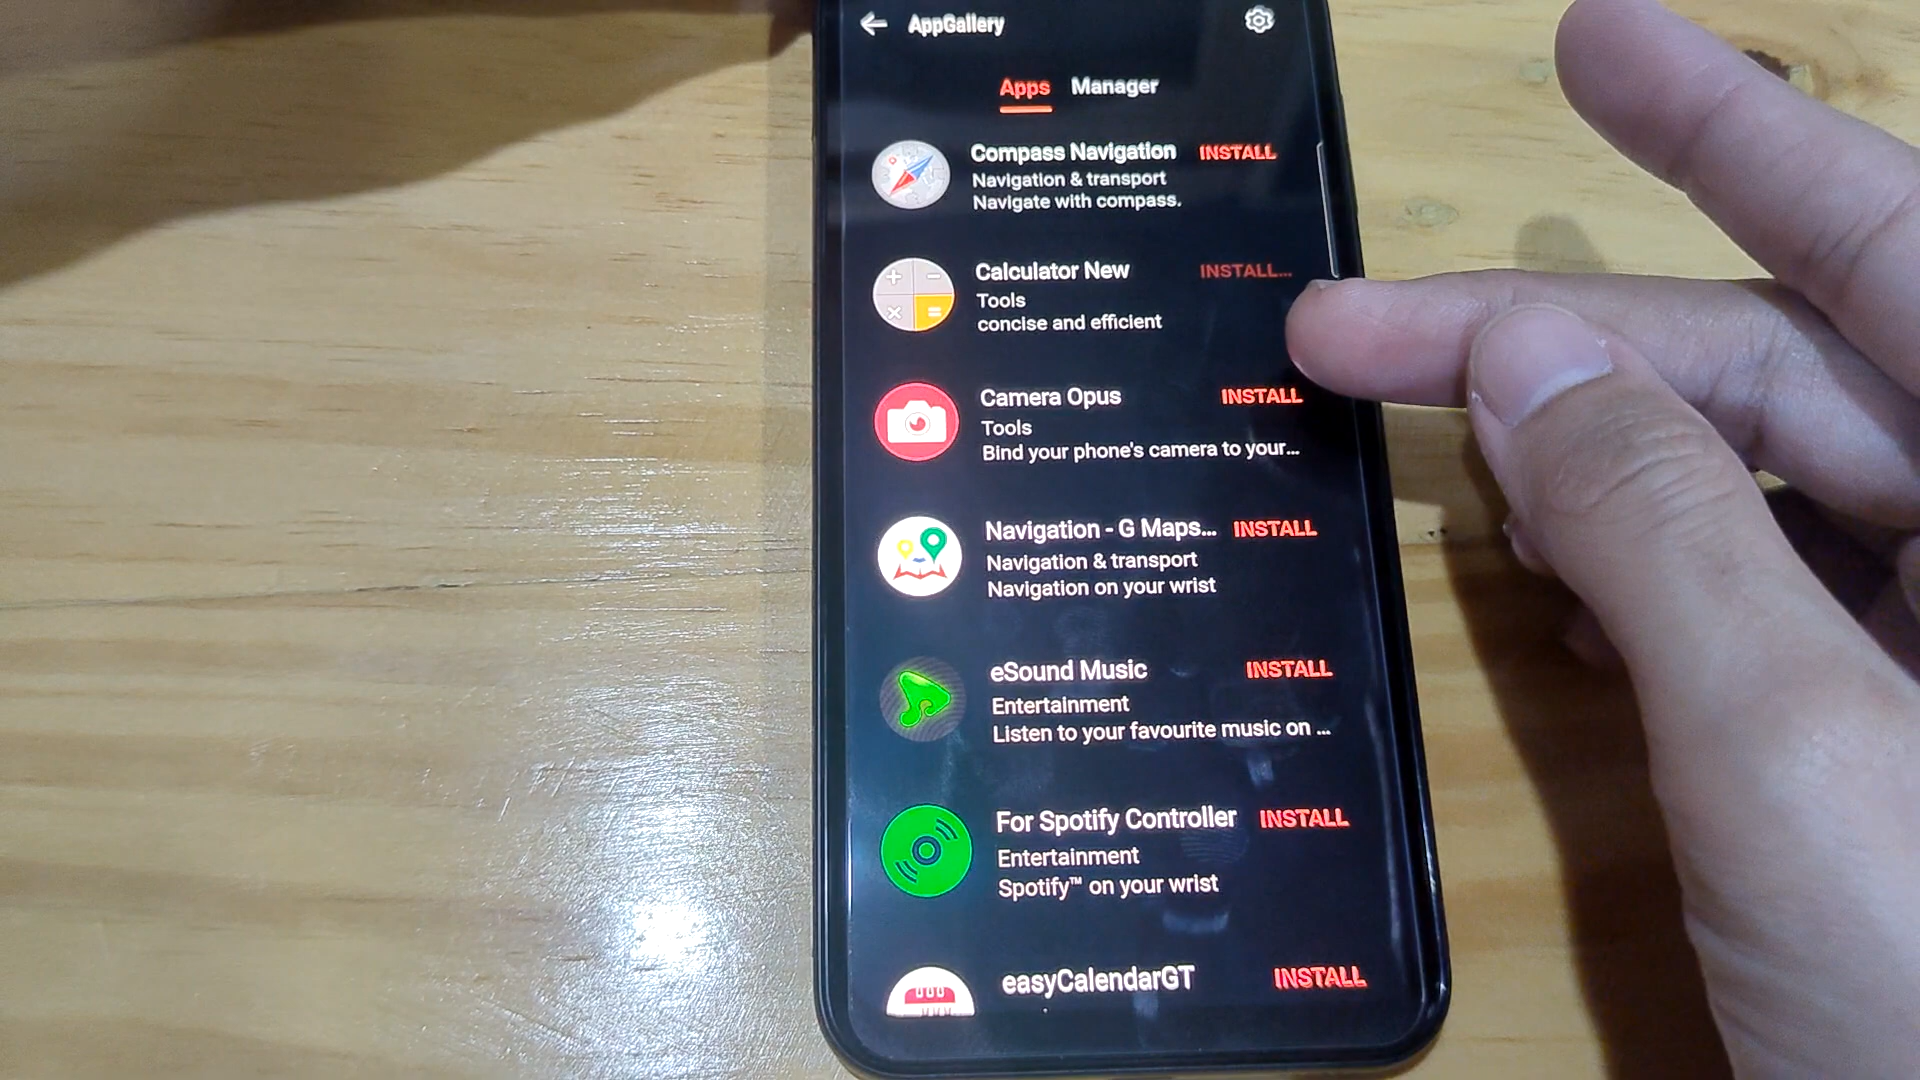 AppGallery
Apps Manager
Compass Navigation INSTALL
Navigation & transport
Navigate with compass.
Calculator New INSTALL...
Tools
concise and efficient
Camera Opus INSTALL
Tools
Bind your phone's camera to your...
Navigation - G Maps... INSTALL
Navigation & transport
Navigation on your wrist
eSound Music INSTALL
Entertainment
Listen to your favourite music on ...
For Spotify Controller INSTALL
Entertainment
Spotify™ on your wrist
easyCalendarGT INSTALL